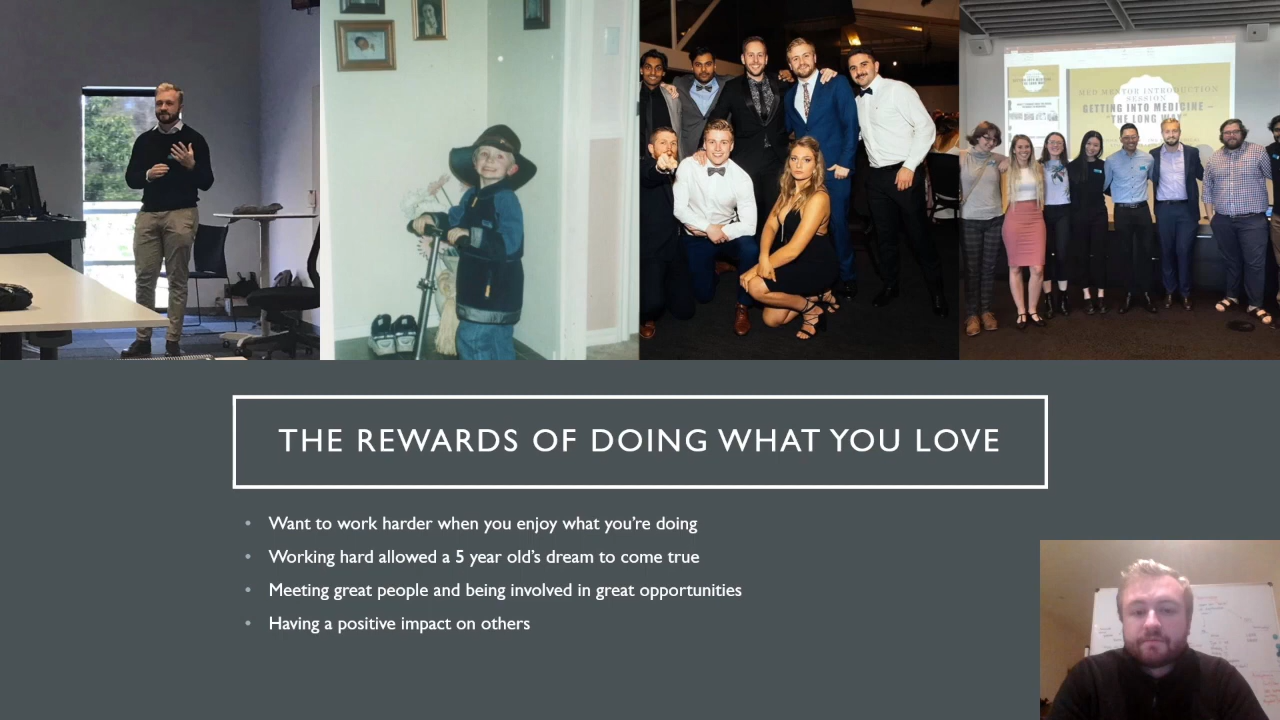 MED MENTOR INTRODUCTION
SESSION
GETTING INTO MEDICINE –
"THE LONG WAY"
THE REWARDS OF DOING WHAT YOU LOVE
• Want to work harder when you enjoy what you're doing
• Working hard allowed a 5 year old's dream to come true
• Meeting great people and being involved in great opportunities
• Having a positive impact on others